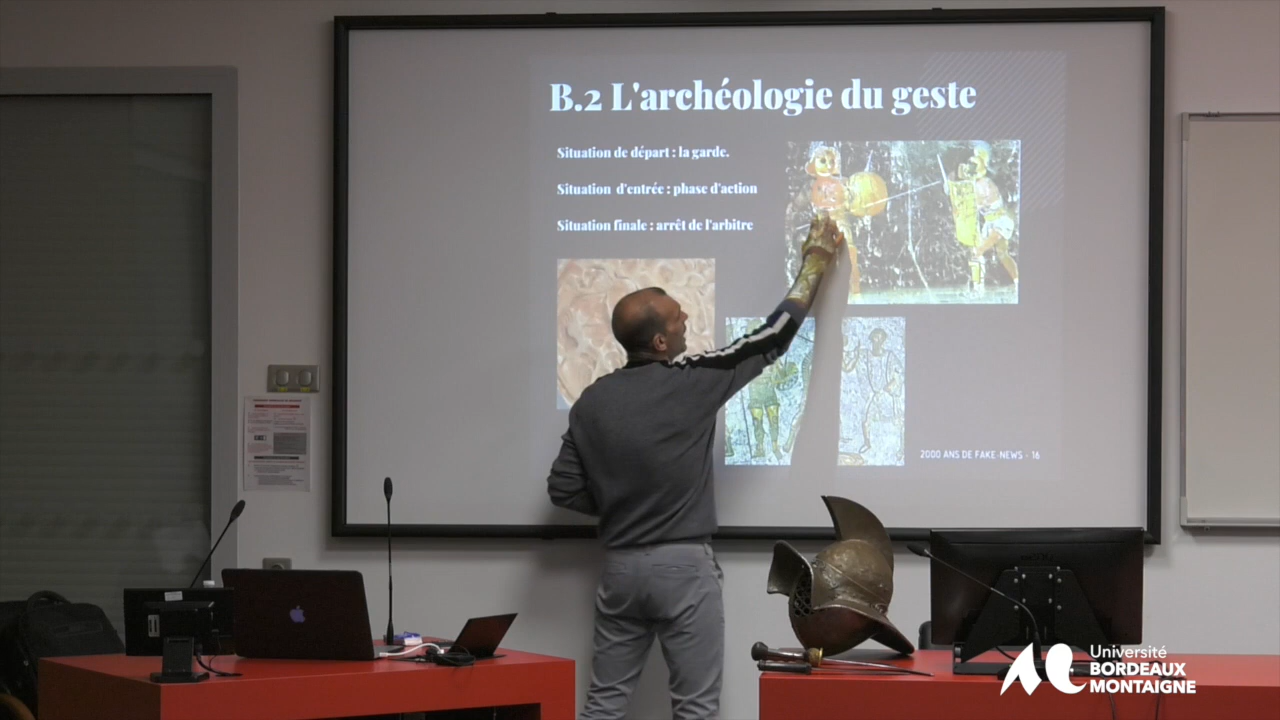 B.2 L'archéologie du geste
Situation de départ : la garde.
Situation d'entrée : phase d'action
Situation finale : arrêt de l'arbitre
2000 ANS DE FAKE-NEWS - 16
Université
BORDEAUX
MONTAIGNE